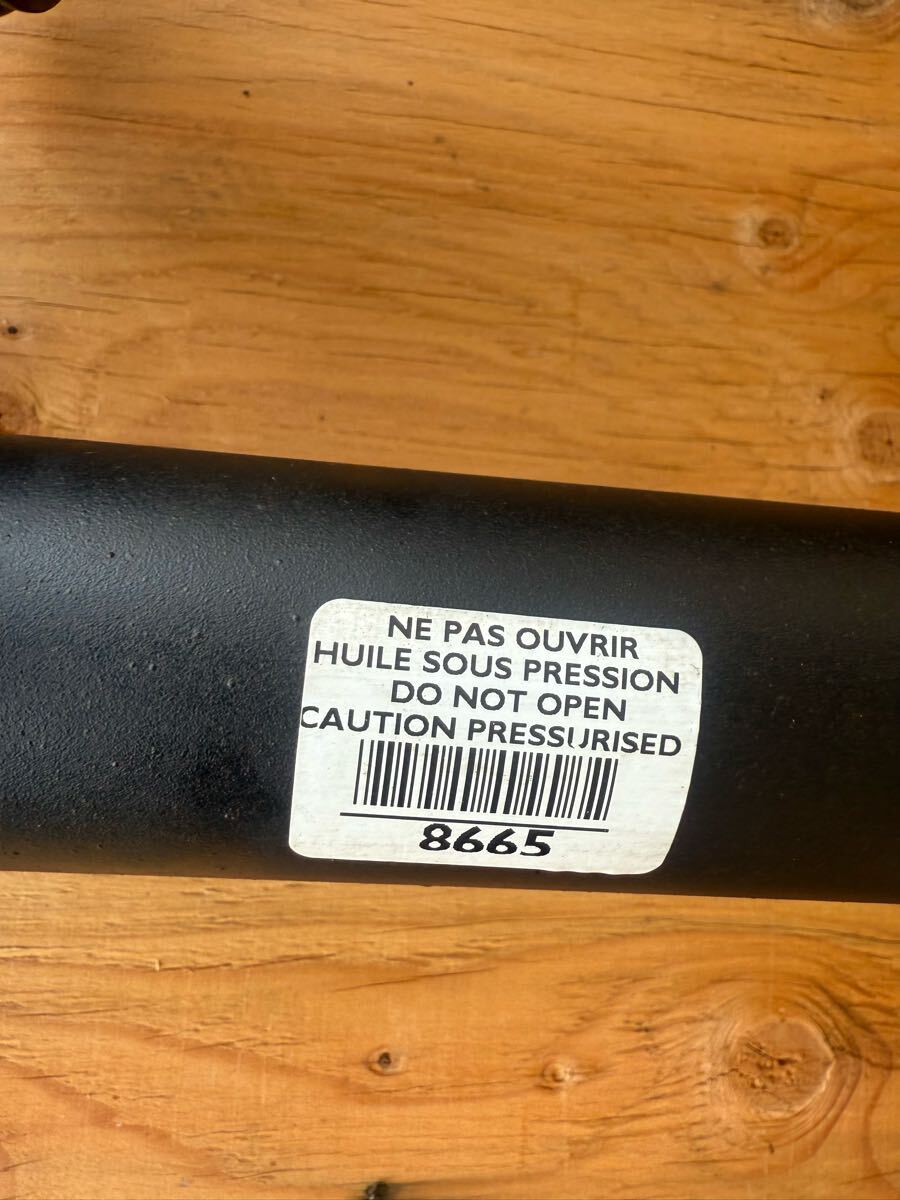 NE PAS OUVRIR
HUILE SOUS PRESSION
DO NOT OPEN
CAUTION PRESSURISED
8665